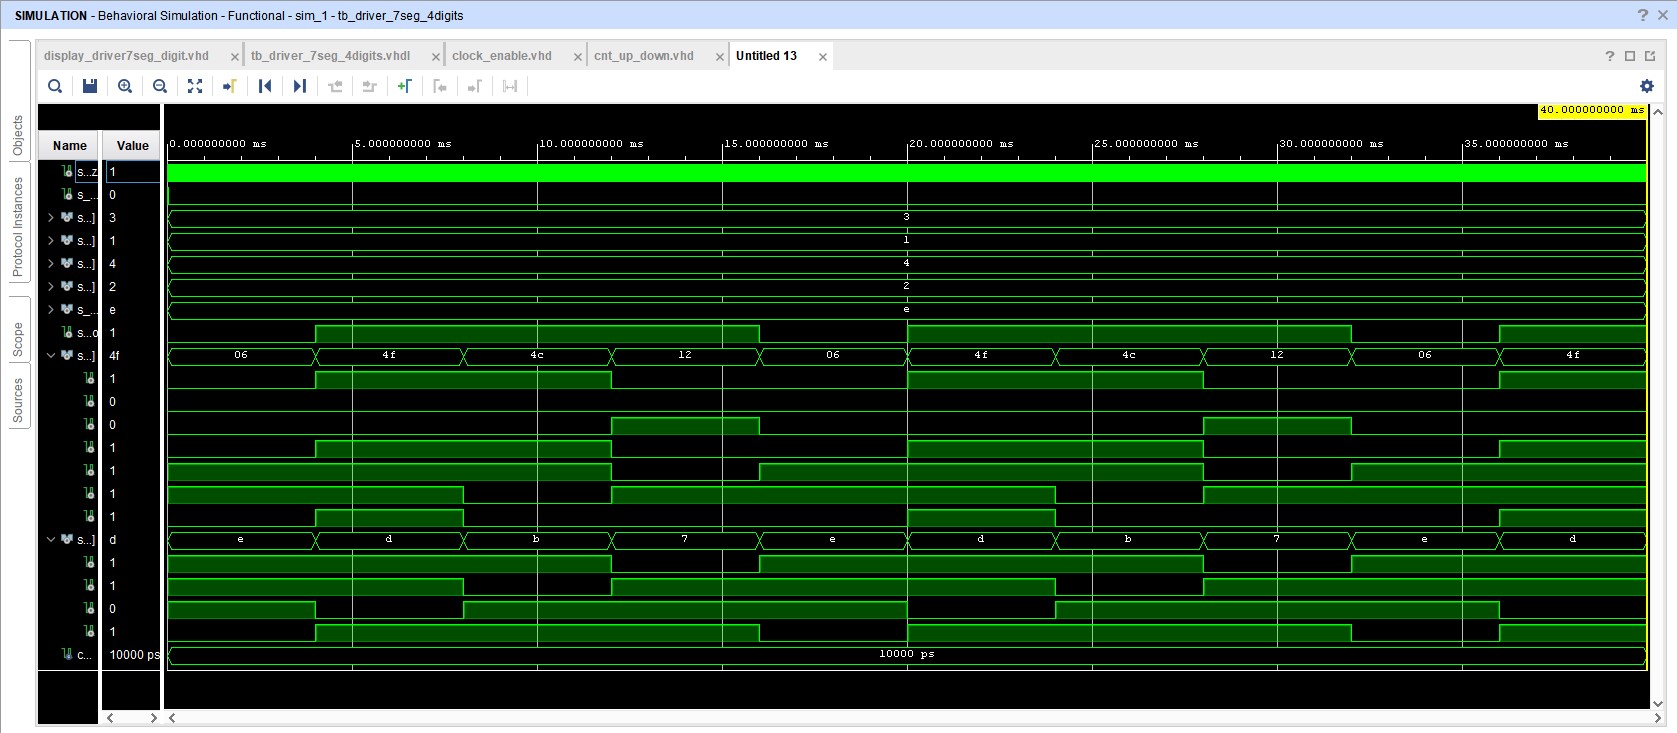 SIMULATION - Behavioral Simulation - Functional - sim_1 - tb_driver_7seg_4digits
display_driver7seg_digit.vhd tb_driver_7seg_4digits.vhdl clock_enable.vhd cnt_up_down.vhd Untitled 13
Objects
Protocol Instances
Scope
Sources
40.000000000 ms
Name Value 0.000000000 ms 5.000000000 ms 10.000000000 ms 15.000000000 ms 20.000000000 ms 25.000000000 ms 30.000000000 ms 35.000000000 ms
s...z 1
s_... 0
s...] 3 3
s...] 1 1
s...] 4 4
s...] 2 2
s_... e e
s...o 1
s...] 4f 06 4f 4c 12 06 4f 4c 12 06 4f
1
0
0
1
1
1
1
s...] d e d b 7 e d b 7 e d
1
1
0
1
c... 10000 ps 10000 ps